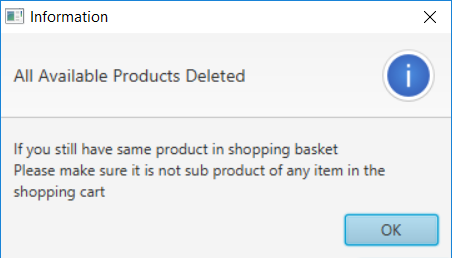 Information
All Available Products Deleted
If you still have same product in shopping basket
Please make sure it is not sub product of any item in the
shopping cart
OK